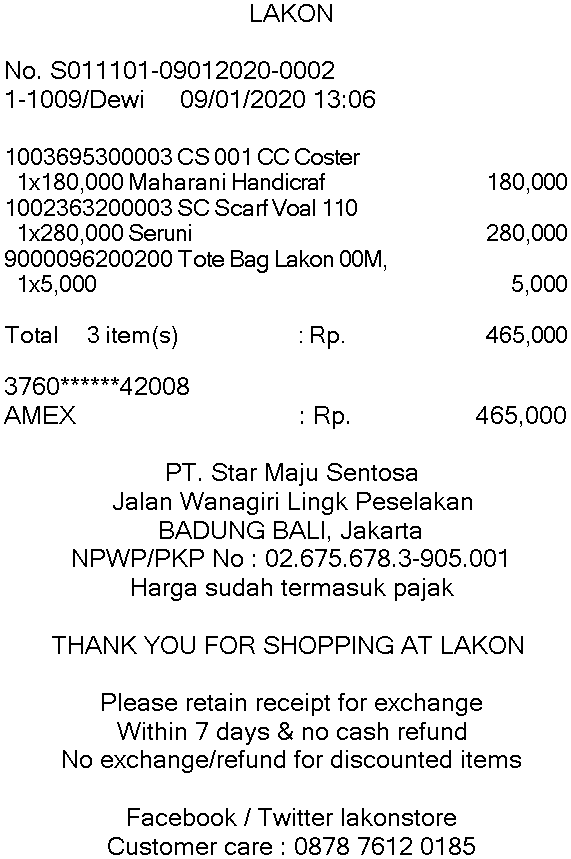 LAKON
No. S011101-09012020-0002
1-1009/Dewi 09/01/2020 13:06
1003695300003 CS 001 CC Coster
1x180,000 Maharani Handicraf 180,000
1002363200003 SC Scarf Voal 110
1x280,000 Seruni 280,000
9000096200200 Tote Bag Lakon 00M,
1x5,000 5,000
Total 3 item(s) : Rp. 465,000
3760******42008
AMEX : Rp. 465,000
PT. Star Maju Sentosa
Jalan Wanagiri Lingk Peselakan
BADUNG BALI, Jakarta
NPWP/PKP No : 02.675.678.3-905.001
Harga sudah termasuk pajak
THANK YOU FOR SHOPPING AT LAKON
Please retain receipt for exchange
Within 7 days & no cash refund
No exchange/refund for discounted items
Facebook / Twitter lakonstore
Customer care : 0878 7612 0185